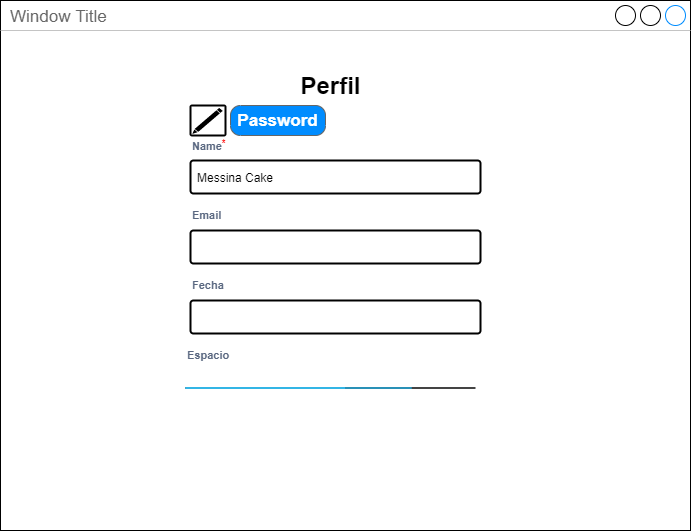 Window Title
Perfil
Password
Name*
Messina Cake
Email
Fecha
Espacio